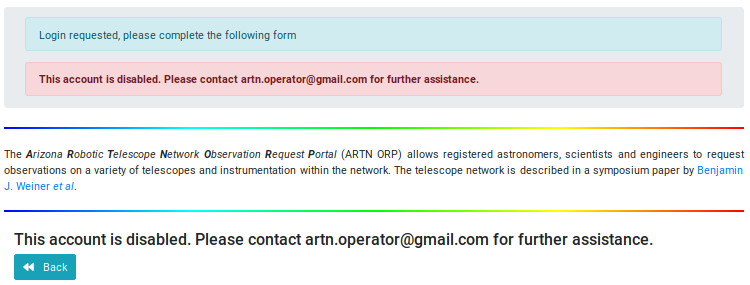 Login requested, please complete the following form
This account is disabled. Please contact artn.operator@gmail.com for further assistance.
The Arizona Robotic Telescope Network Observation Request Portal (ARTN ORP) allows registered astronomers, scientists and engineers to request
observations on a variety of telescopes and instrumentation within the network. The telescope network is described in a symposium paper by Benjamin
J. Weiner et al.
This account is disabled. Please contact artn.operator@gmail.com for further assistance.
Back